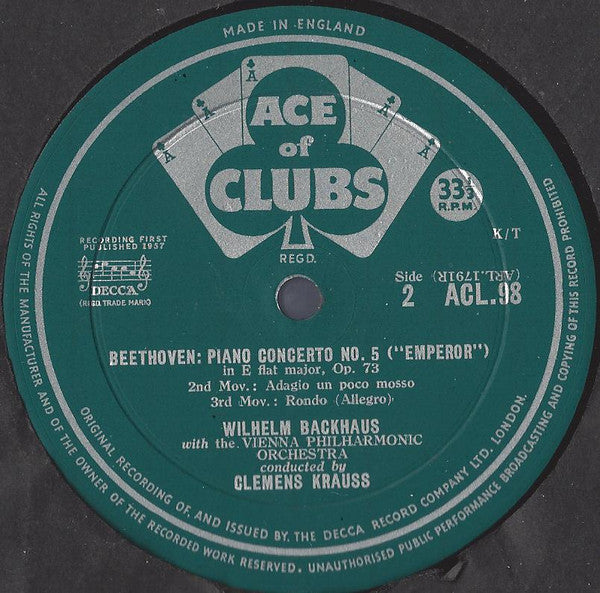 MADE IN ENGLAND
A
A
A
A
A
ACE
of
CLUBS
REGD.
33⅓
R.P.M.
K/T
RECORDING FIRST
PUBLISHED 1957
DECCA
(REGD. TRADE MARK)
Side
2
(ARL.1791R)
ACL.98
BEETHOVEN: PIANO CONCERTO NO. 5 ("EMPEROR")
in E flat major, Op. 73
2nd Mov.: Adagio un poco mosso
3rd Mov.: Rondo (Allegro)
WILHELM BACKHAUS
with the VIENNA PHILHARMONIC
ORCHESTRA
conducted by
CLEMENS KRAUSS
ALL RIGHTS OF THE MANUFACTURER AND OF THE OWNER OF THE RECORDED WORK RESERVED. UNAUTHORISED PUBLIC PERFORMANCE BROADCASTING AND COPYING OF THIS RECORD PROHIBITED
ORIGINAL RECORDING OF, AND ISSUED BY, THE DECCA RECORD COMPANY LTD. LONDON.